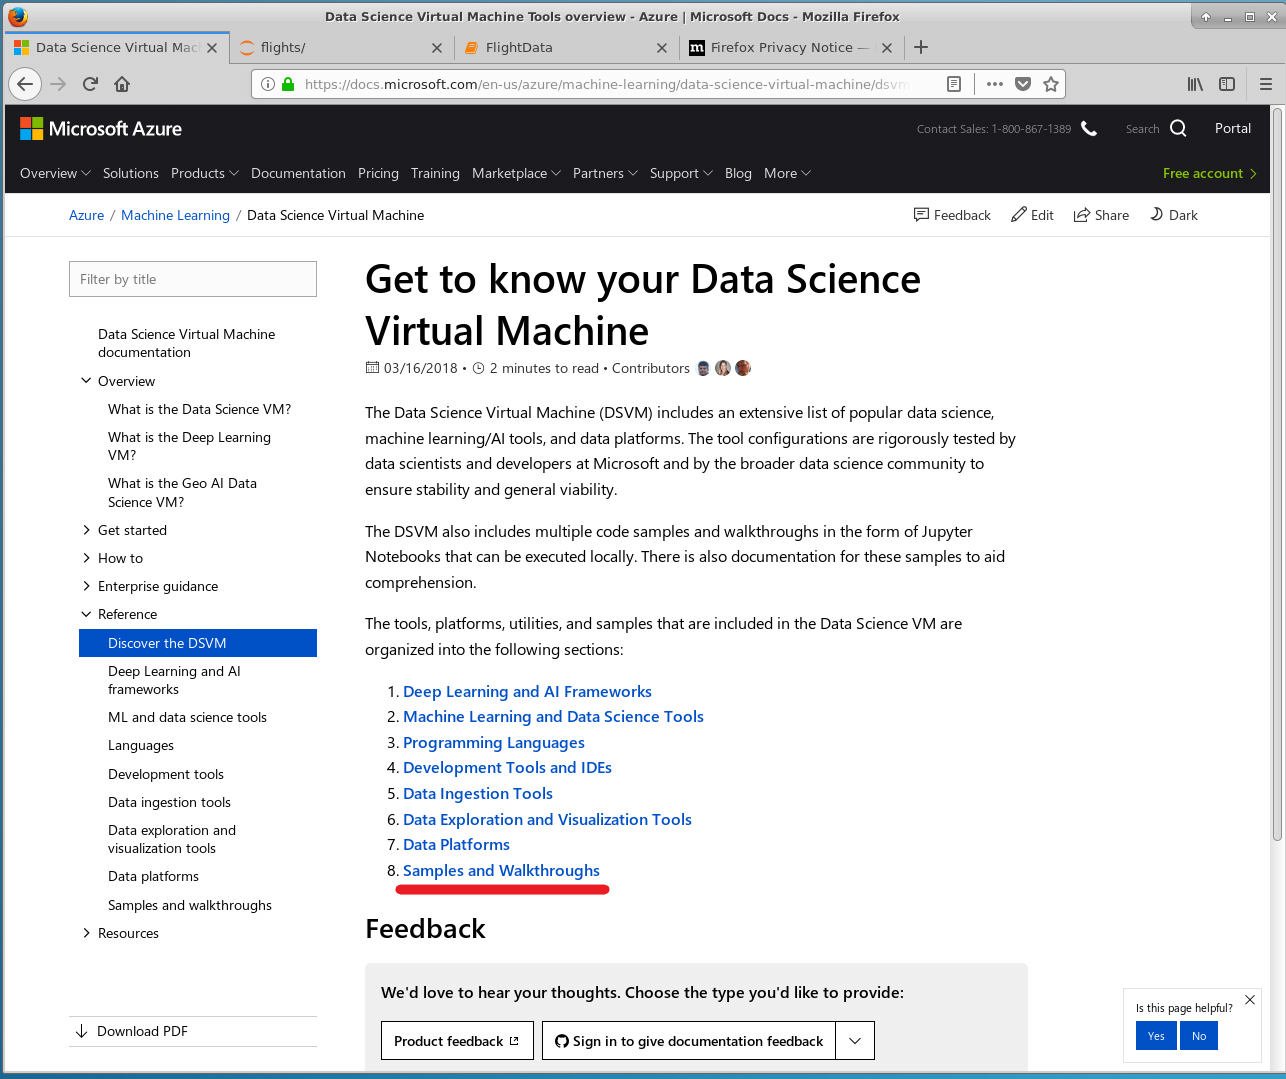 Data Science Virtual Machine Tools overview - Azure | Microsoft Docs - Mozilla Firefox
Data Science Virtual Mac
flights/
FlightData
Firefox Privacy Notice —
https://docs.microsoft.com/en-us/azure/machine-learning/data-science-virtual-machine/dsvm
Microsoft Azure
Contact Sales: 1-800-867-1389
Search
Portal
Overview Solutions Products Documentation Pricing Training Marketplace Partners Support Blog More
Free account
Azure / Machine Learning / Data Science Virtual Machine
Feedback Edit Share Dark
Filter by title
Data Science Virtual Machine
documentation
Overview
What is the Data Science VM?
What is the Deep Learning
VM?
What is the Geo AI Data
Science VM?
Get started
How to
Enterprise guidance
Reference
Discover the DSVM
Deep Learning and AI
frameworks
ML and data science tools
Languages
Development tools
Data ingestion tools
Data exploration and
visualization tools
Data platforms
Samples and walkthroughs
Resources
Download PDF
Get to know your Data Science
Virtual Machine
03/16/2018 • 2 minutes to read • Contributors
The Data Science Virtual Machine (DSVM) includes an extensive list of popular data science,
machine learning/AI tools, and data platforms. The tool configurations are rigorously tested by
data scientists and developers at Microsoft and by the broader data science community to
ensure stability and general viability.
The DSVM also includes multiple code samples and walkthroughs in the form of Jupyter
Notebooks that can be executed locally. There is also documentation for these samples to aid
comprehension.
The tools, platforms, utilities, and samples that are included in the Data Science VM are
organized into the following sections:
1. Deep Learning and AI Frameworks
2. Machine Learning and Data Science Tools
3. Programming Languages
4. Development Tools and IDEs
5. Data Ingestion Tools
6. Data Exploration and Visualization Tools
7. Data Platforms
8. Samples and Walkthroughs
Feedback
We'd love to hear your thoughts. Choose the type you'd like to provide:
Product feedback
Sign in to give documentation feedback
Is this page helpful?
Yes No